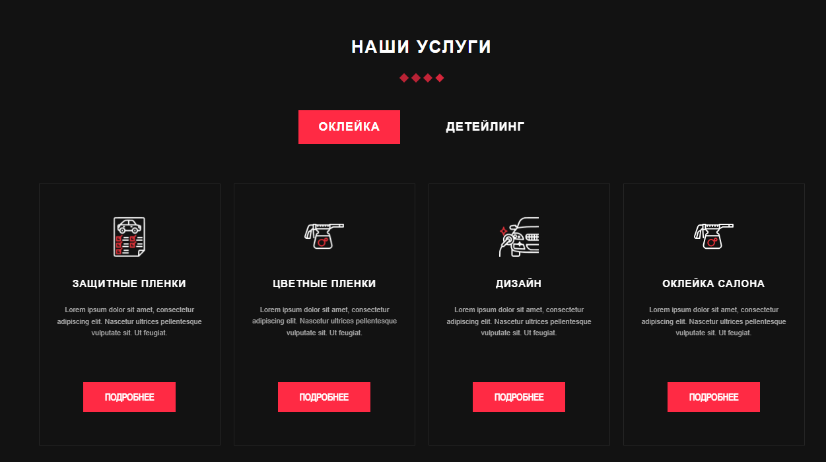 НАШИ УСЛУГИ
ОКЛЕЙКА
ДЕТЕЙЛИНГ
ЗАЩИТНЫЕ ПЛЕНКИ
Lorem ipsum dolor sit amet, consectetur
adipiscing elit. Nascetur ultrices pellentesque
vulputate sit. Ut feugiat.
ПОДРОБНЕЕ
ЦВЕТНЫЕ ПЛЕНКИ
Lorem ipsum dolor sit amet, consectetur
adipiscing elit. Nascetur ultrices pellentesque
vulputate sit. Ut feugiat.
ПОДРОБНЕЕ
ДИЗАЙН
Lorem ipsum dolor sit amet, consectetur
adipiscing elit. Nascetur ultrices pellentesque
vulputate sit. Ut feugiat.
ПОДРОБНЕЕ
ОКЛЕЙКА САЛОНА
Lorem ipsum dolor sit amet, consectetur
adipiscing elit. Nascetur ultrices pellentesque
vulputate sit. Ut feugiat.
ПОДРОБНЕЕ